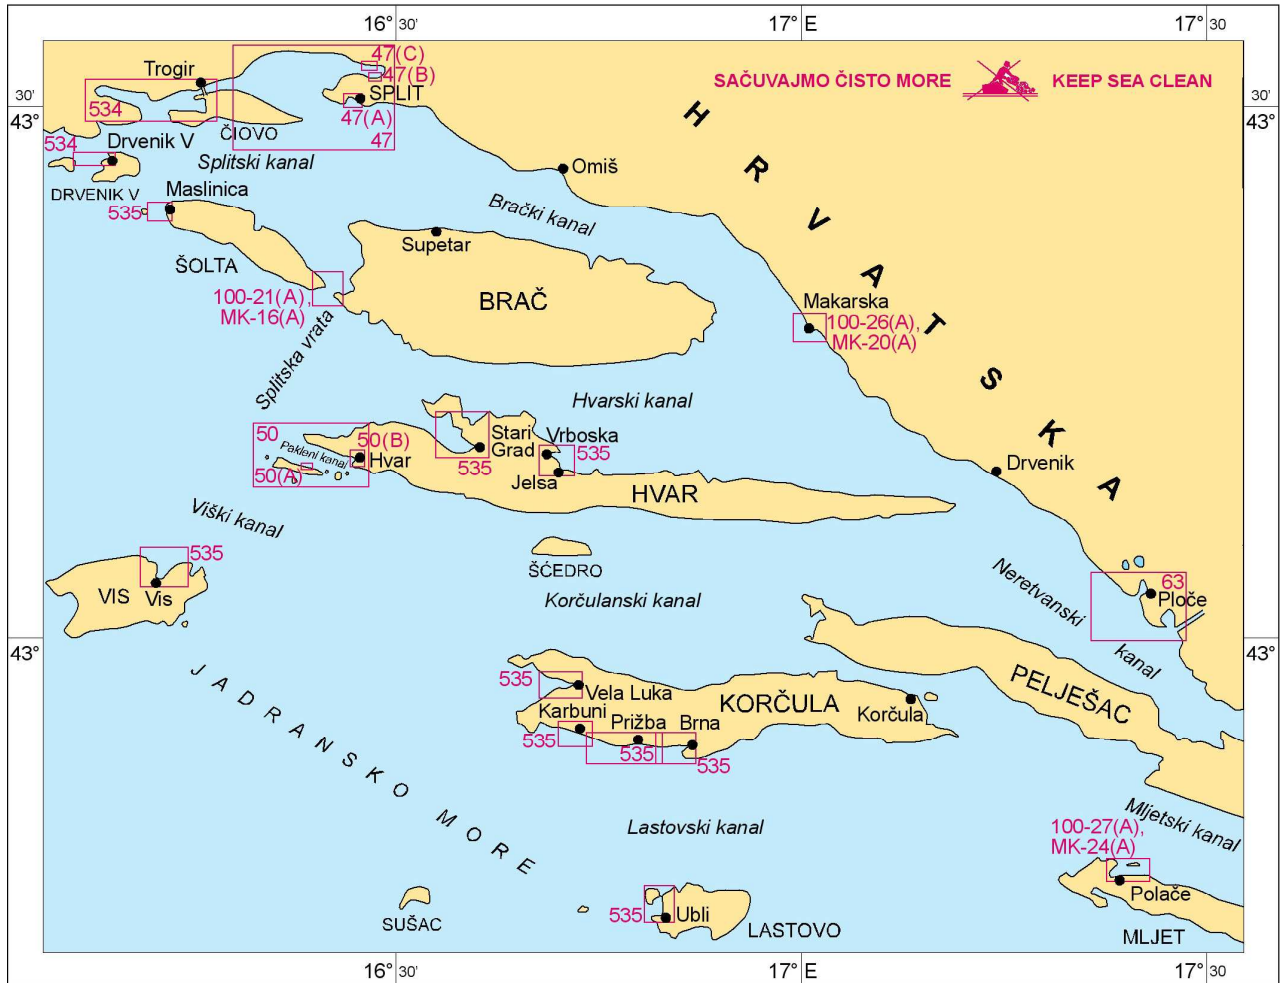 16° 30'
17° E
17° 30'
47(C)
Trogir
47(B)
SAČUVAJMO ČISTO MORE
KEEP SEA CLEAN
SPLIT
30'
43°
30'
43°
534
47(A)
ČIOVO
47
H R V A T S K A
534
Drvenik V
Splitski kanal
Omiš
DRVENIK V
Maslinica
535
Brački kanal
Supetar
ŠOLTA
100-21(A),
MK-16(A)
BRAČ
Makarska
100-26(A),
MK-20(A)
Splitska vrata
Hvarski kanal
50
50(B)
Stari
Grad
Vrboska
Pakleni kanal
Hvar
535
535
Drvenik
50(A)
Jelsa
HVAR
Viški kanal
535
ŠĆEDRO
Neretvanski
kanal
63
VIS
Vis
Korčulanski kanal
Ploče
43°
43°
JADRANSKO MORE
535
Vela Luka
KORČULA
PELJEŠAC
Karbuni
Prižba
Brna
Korčula
535
535
535
Lastovski kanal
Mljetski kanal
100-27(A),
MK-24(A)
Polače
SUŠAC
535
Ubli
LASTOVO
MLJET
16° 30'
17° E
17° 30